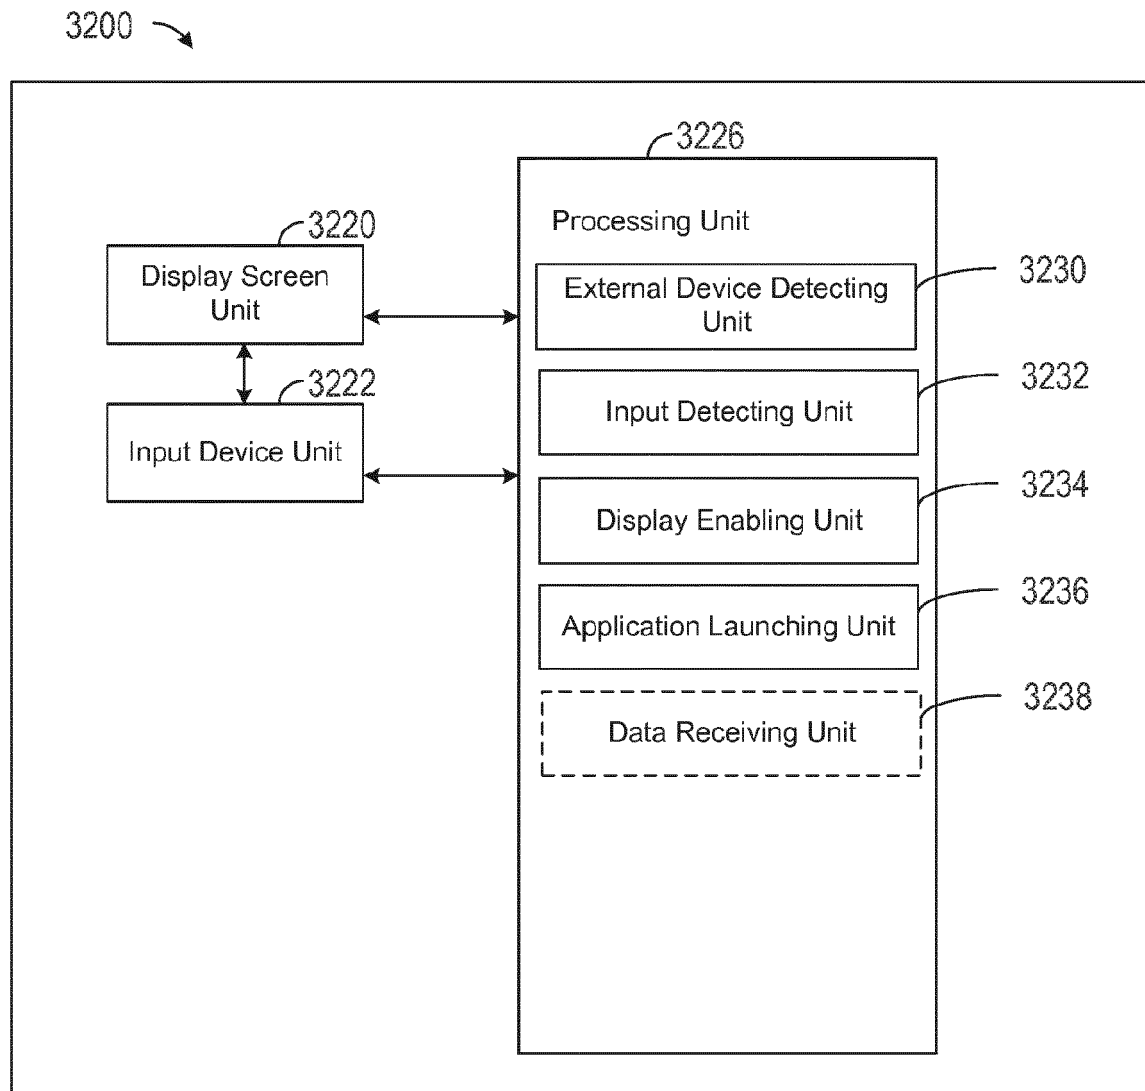 3200
3226
Processing Unit
3220
Display Screen
Unit
3230
External Device Detecting
Unit
3222
Input Device Unit
3232
Input Detecting Unit
3234
Display Enabling Unit
3236
Application Launching Unit
3238
Data Receiving Unit